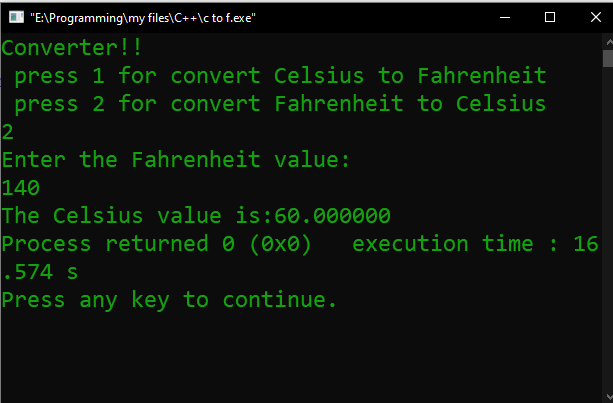 "E:\Programming\my files\C++\c to f.exe"
Converter!!
 press 1 for convert Celsius to Fahrenheit
 press 2 for convert Fahrenheit to Celsius
2
Enter the Fahrenheit value:
140
The Celsius value is:60.000000
Process returned 0 (0x0)   execution time : 16
.574 s
Press any key to continue.